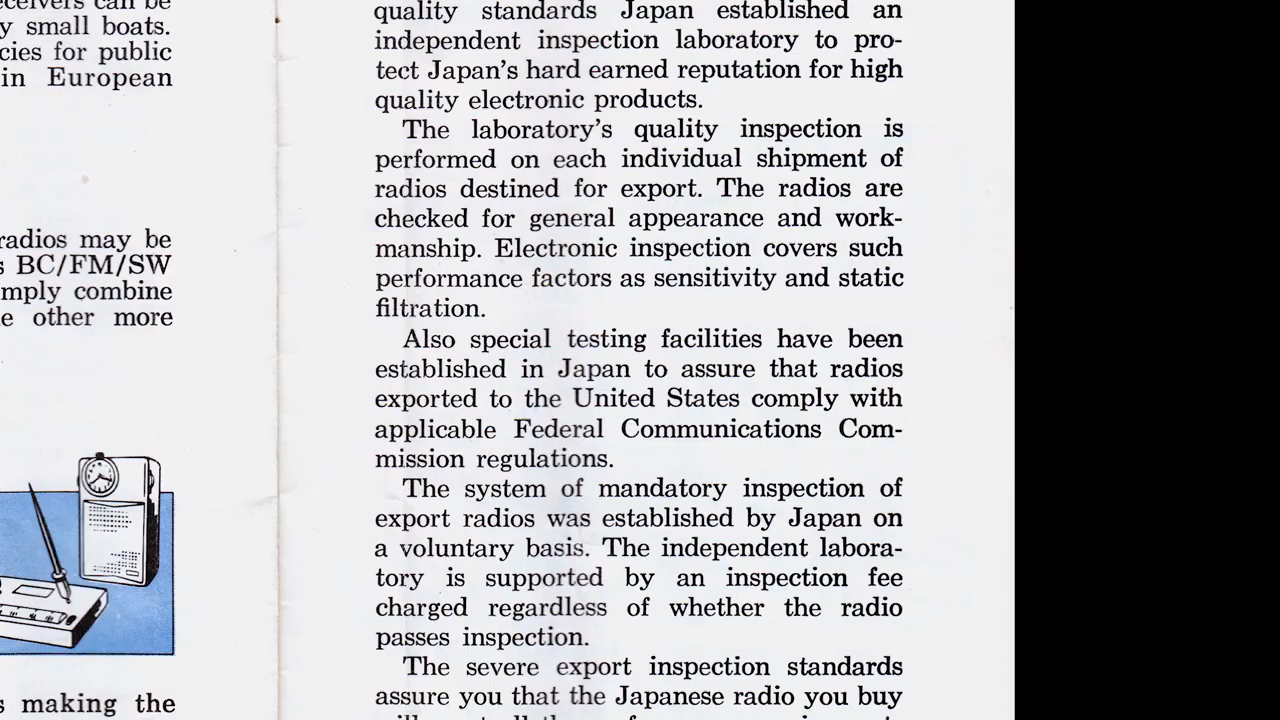 eceivers can be
y small boats.
cies for public
in European
radios may be
s BC/FM/SW
mply combine
e other more
s making the
quality standards Japan established an
independent inspection laboratory to pro-
tect Japan's hard earned reputation for high
quality electronic products.
The laboratory's quality inspection is
performed on each individual shipment of
radios destined for export. The radios are
checked for general appearance and work-
manship. Electronic inspection covers such
performance factors as sensitivity and static
filtration.
Also special testing facilities have been
established in Japan to assure that radios
exported to the United States comply with
applicable Federal Communications Com-
mission regulations.
The system of mandatory inspection of
export radios was established by Japan on
a voluntary basis. The independent labora-
tory is supported by an inspection fee
charged regardless of whether the radio
passes inspection.
The severe export inspection standards
assure you that the Japanese radio you buy